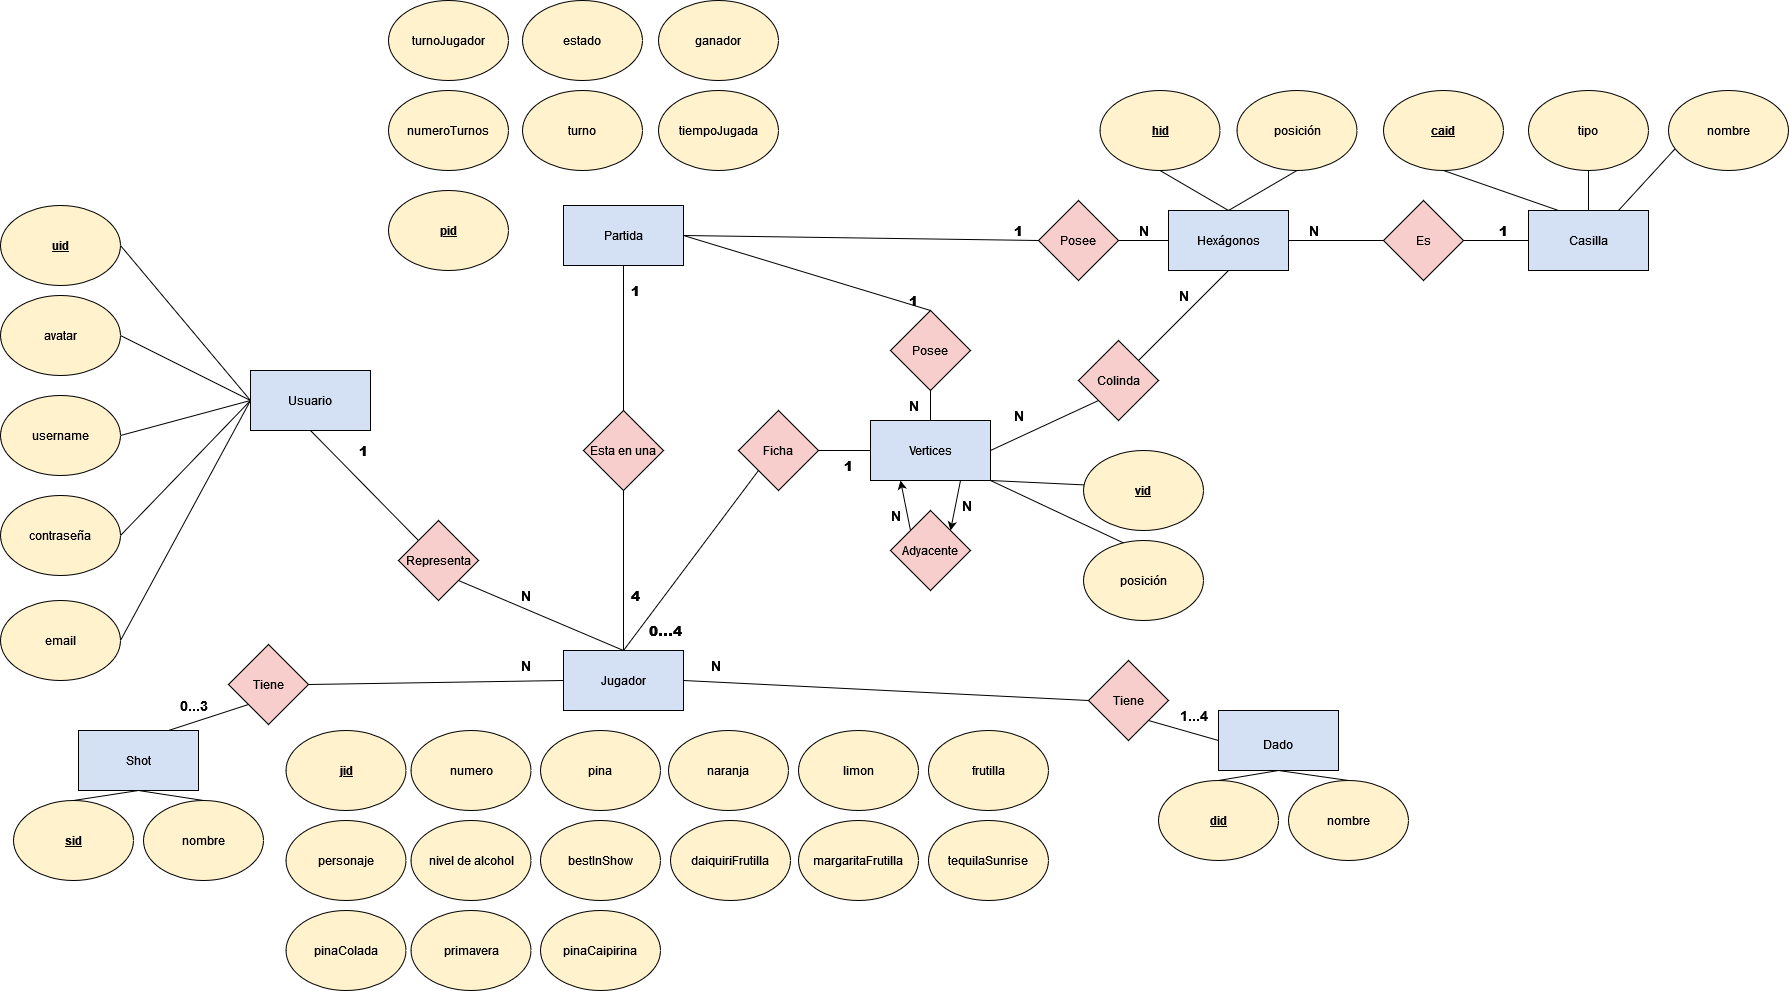 turnoJugador
estado
ganador
numeroTurnos
turno
tiempoJugada
hid
posición
caid
tipo
nombre
pid
uid
Partida
1
Posee
N
Hexágonos
N
Es
1
Casilla
1
N
1
avatar
Posee
Usuario
Colinda
username
N
N
1
Esta en una
Ficha
1
Vertices
vid
N
N
contraseña
Representa
Adyacente
posición
N
4
email
0...4
Tiene
N
Jugador
N
Tiene
0...3
1...4
Shot
Dado
jid
numero
pina
naranja
limon
frutilla
sid
nombre
did
nombre
personaje
nivel de alcohol
bestInShow
daiquiriFrutilla
margaritaFrutilla
tequilaSunrise
pinaColada
primavera
pinaCaipirina